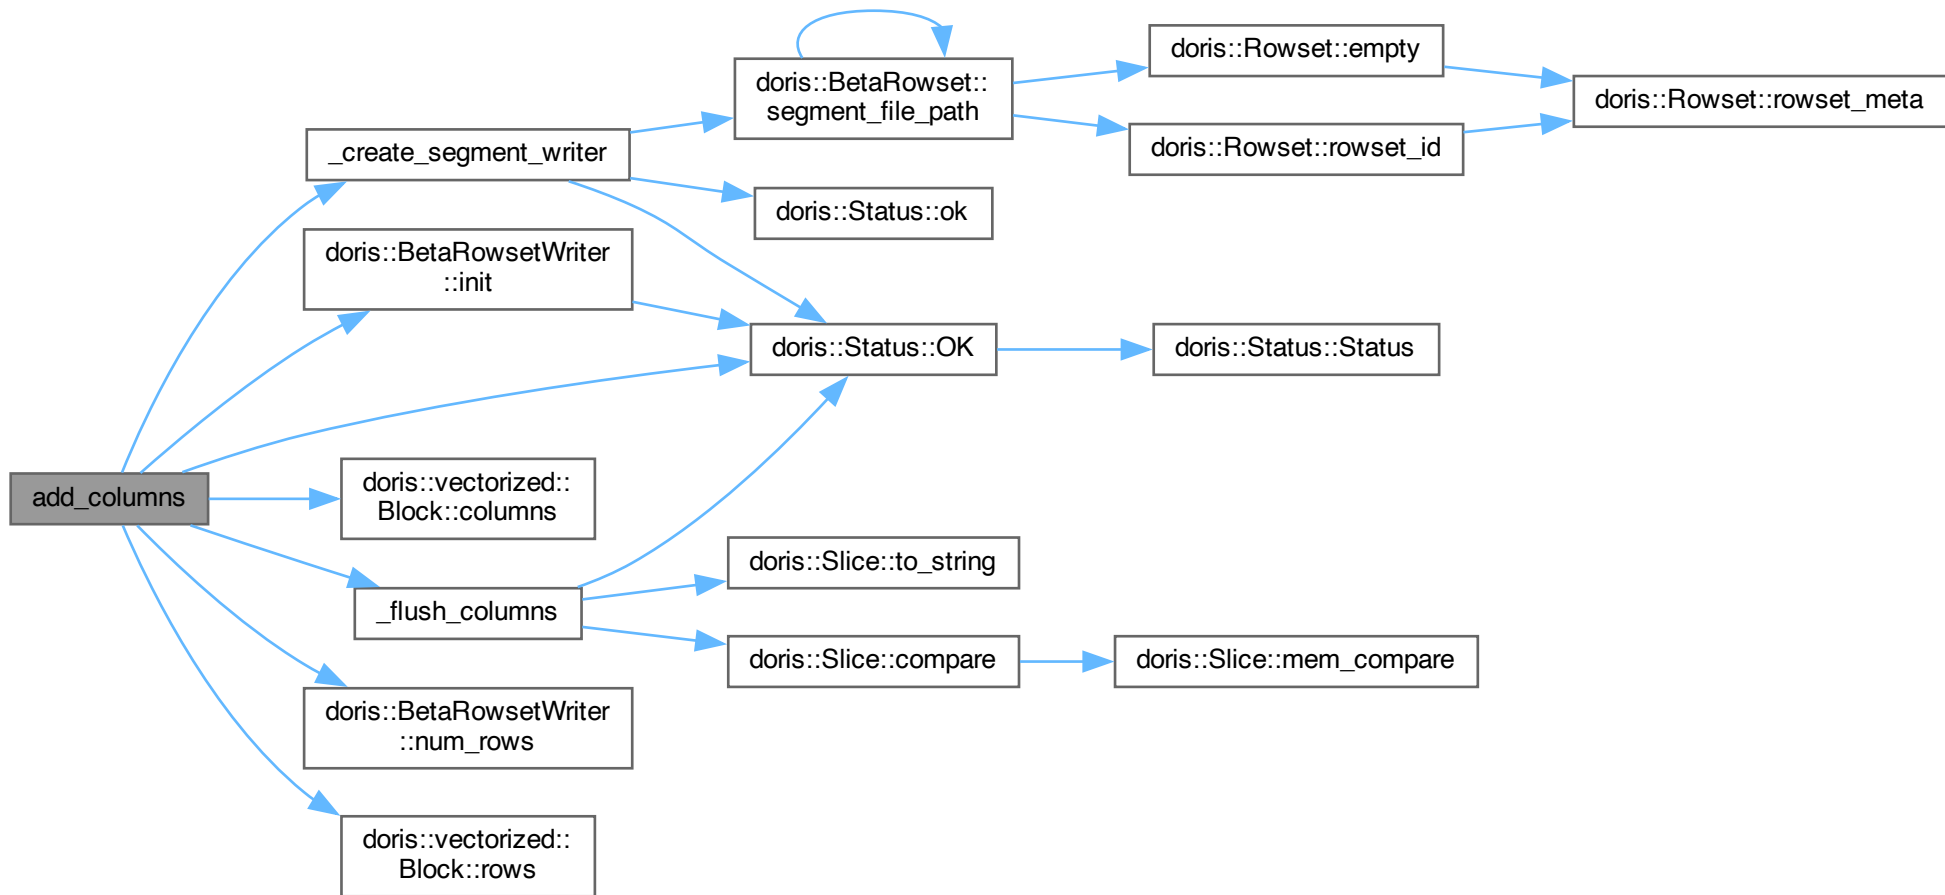 add_columns
_create_segment_writer
doris::BetaRowset::
segment_file_path
doris::Rowset::empty
doris::Rowset::rowset_meta
doris::Rowset::rowset_id
doris::Status::ok
doris::BetaRowsetWriter
::init
doris::Status::OK
doris::Status::Status
doris::vectorized::
Block::columns
_flush_columns
doris::Slice::to_string
doris::Slice::compare
doris::Slice::mem_compare
doris::BetaRowsetWriter
::num_rows
doris::vectorized::
Block::rows